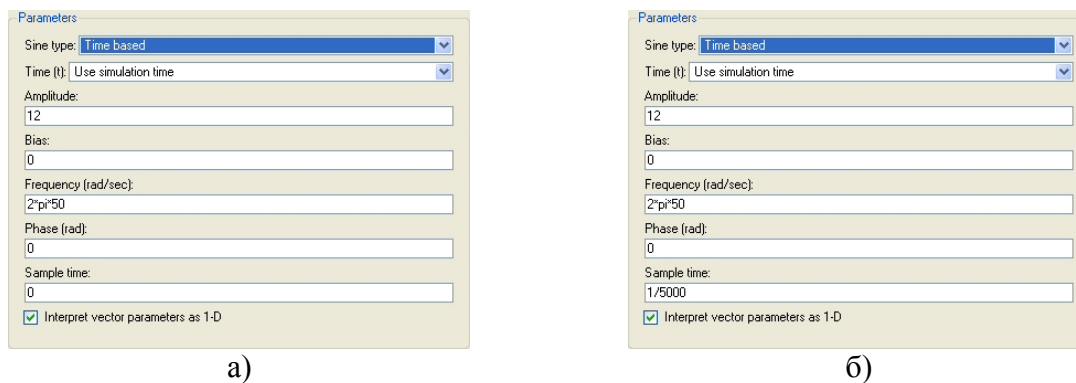 Parameters
Sine type: Time based
Time (t): Use simulation time
Amplitude:
12
Bias:
0
Frequency (rad/sec):
2*pi*50
Phase (rad):
0
Sample time:
0
Interpret vector parameters as 1-D
а)
Parameters
Sine type: Time based
Time (t): Use simulation time
Amplitude:
12
Bias:
0
Frequency (rad/sec):
2*pi*50
Phase (rad):
0
Sample time:
1/5000
Interpret vector parameters as 1-D
б)